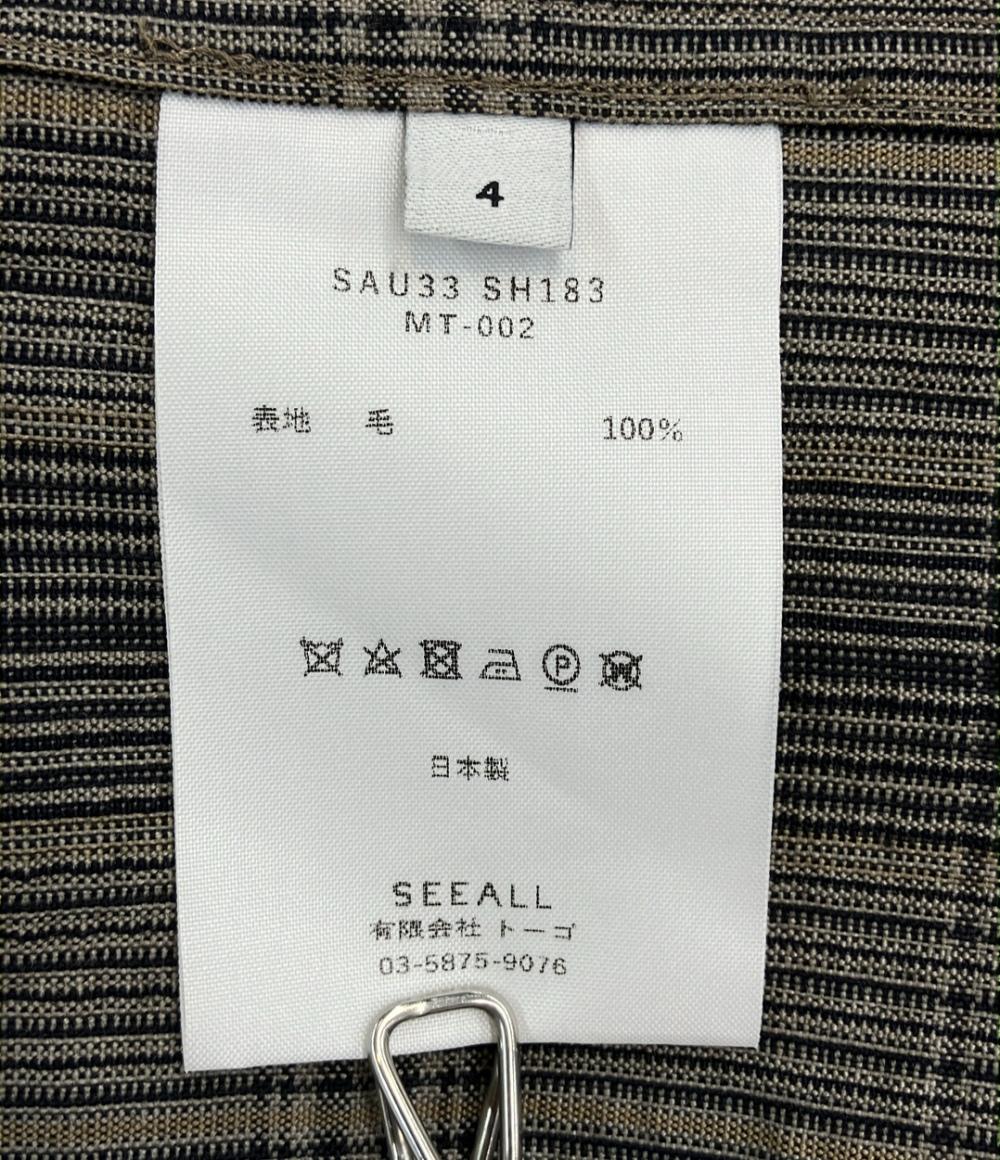 4
SAU33 SH183
MT-002
表地 毛 100%
P W
日本製
SEEALL
有限会社 トーゴ
03-5875-9076